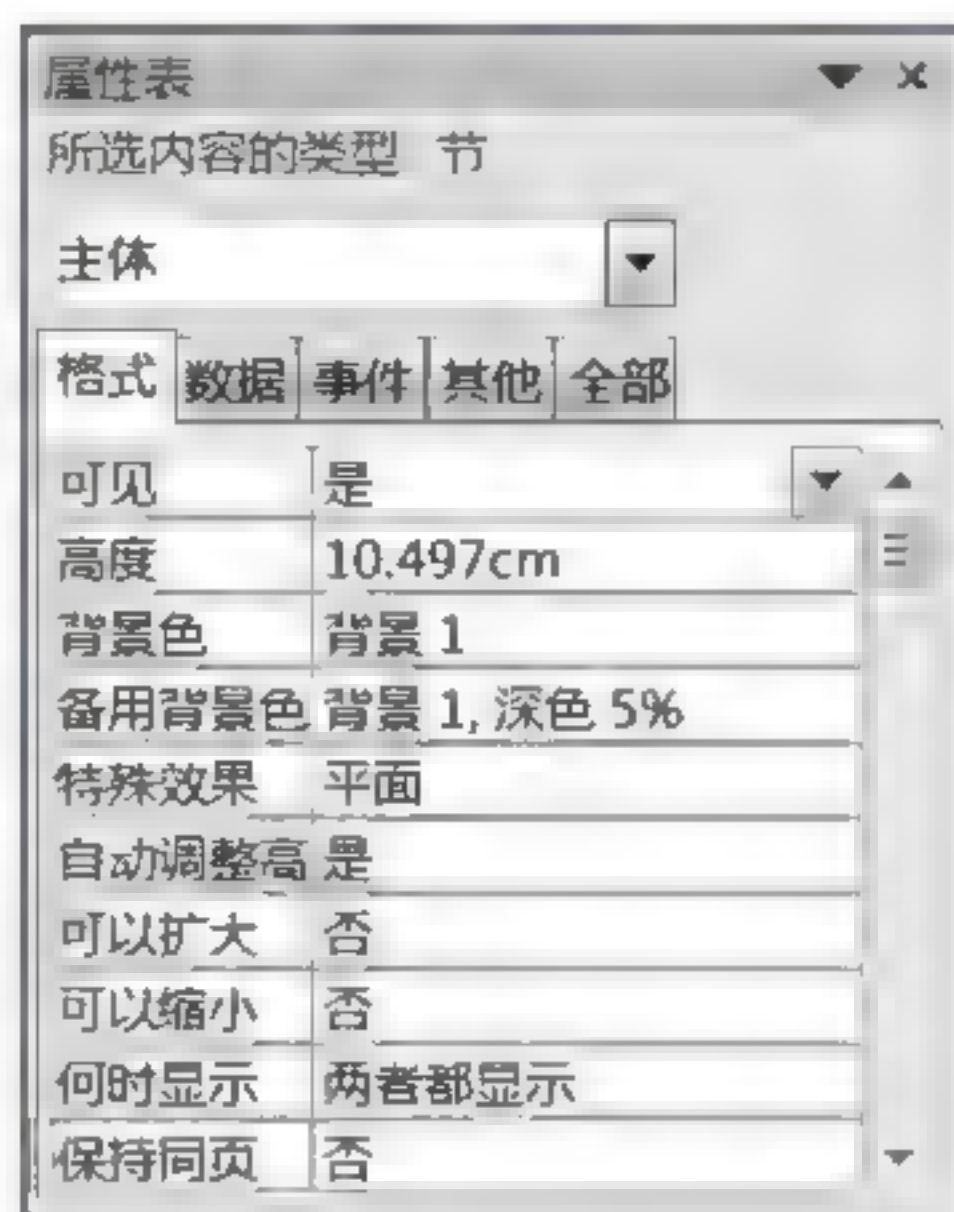 属性表
所选内容的类型 节
主体
格式 数据 事件 其他 全部
可见 是
高度 10.497cm
背景色 背景 1
备用背景色 背景 1, 深色 5%
特殊效果 平面
自动调整高 是
可以扩大 否
可以缩小 否
何时显示 两者都显示
保持同页 否